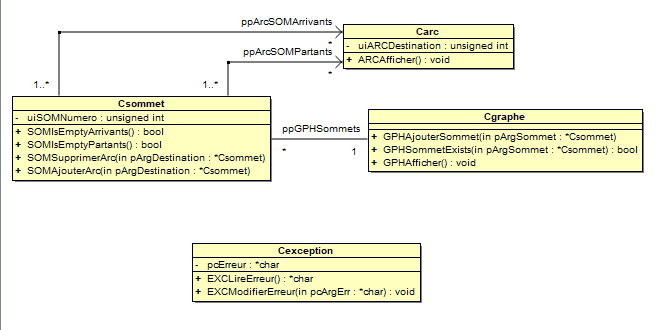 ppArcSOMArrivants
Carc
- uiARCDestination : unsigned int
+ ARCAfficher() : void
*
ppArcSOMPartants
*
1..*
1..*
Csommet
- uiSOMNumero : unsigned int
+ SOMIsEmptyArrivants() : bool
+ SOMIsEmptyPartants() : bool
+ SOMSupprimerArc(in pArgDestination : *Csommet)
+ SOMAjouterArc(in pArgDestination : *Csommet)
ppGPHSommets
*
1
Cgraphe
+ GPHAjouterSommet(in pArgSommet : *Csommet)
+ GPHSommetExists(in pArgSommet : *Csommet) : bool
+ GPHAfficher() : void
Cexception
- pcErreur : *char
+ EXCLireErreur() : *char
+ EXCModifierErreur(in pcArgErr : *char) : void